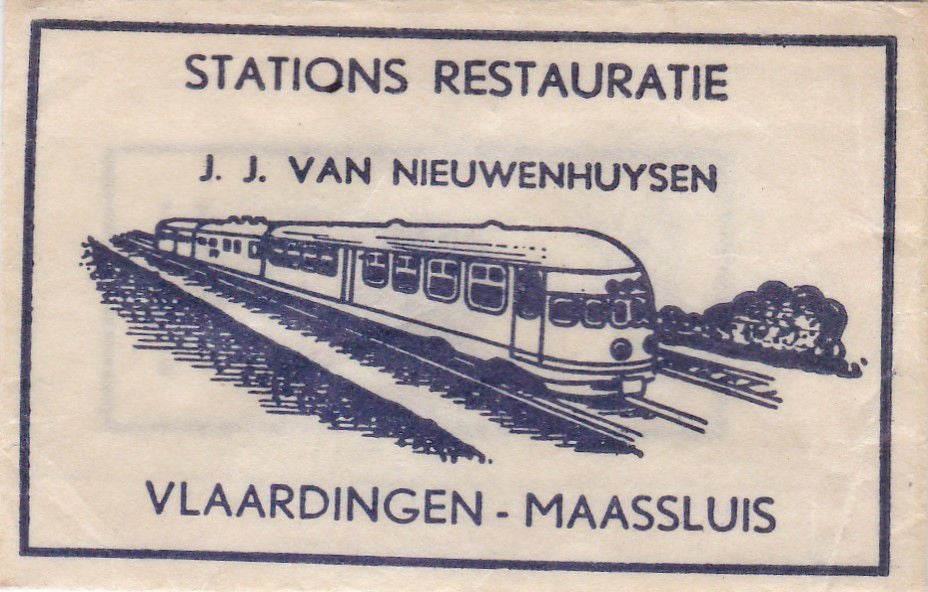 STATIONS RESTAURATIE
J. J. VAN NIEUWENHUYSEN
VLAARDINGEN - MAASSLUIS